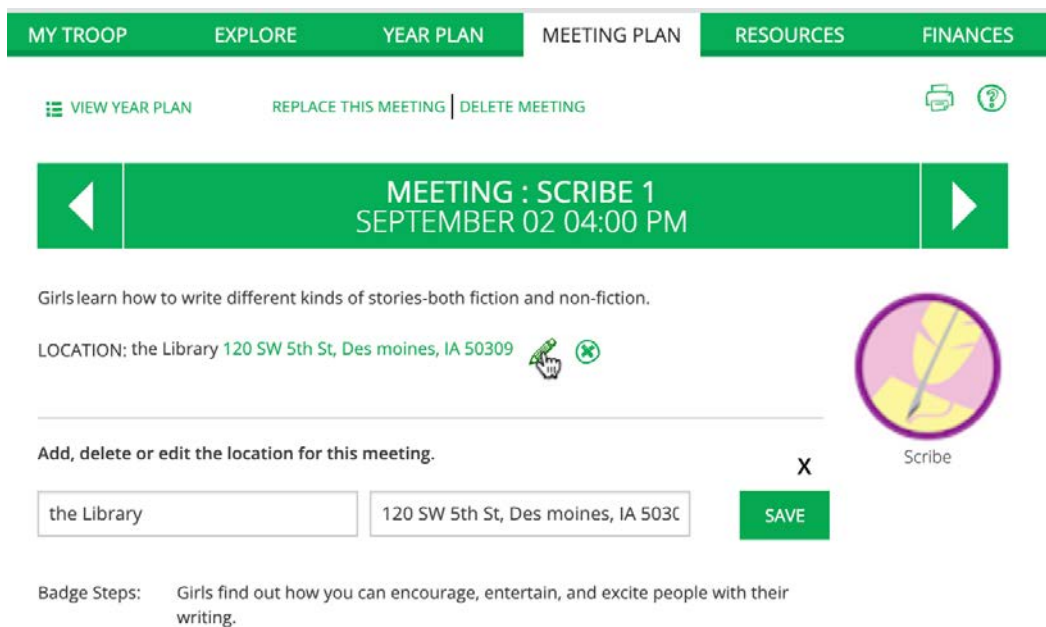 MY TROOP EXPLORE YEAR PLAN MEETING PLAN RESOURCES FINANCES
VIEW YEAR PLAN REPLACE THIS MEETING | DELETE MEETING ?
MEETING : SCRIBE 1
SEPTEMBER 02 04:00 PM
Girls learn how to write different kinds of stories-both fiction and non-fiction.
LOCATION: the Library 120 SW 5th St, Des moines, IA 50309
Add, delete or edit the location for this meeting.
X
Scribe
the Library 120 SW 5th St, Des moines, IA 5030 SAVE
Badge Steps: Girls find out how you can encourage, entertain, and excite people with their
writing.